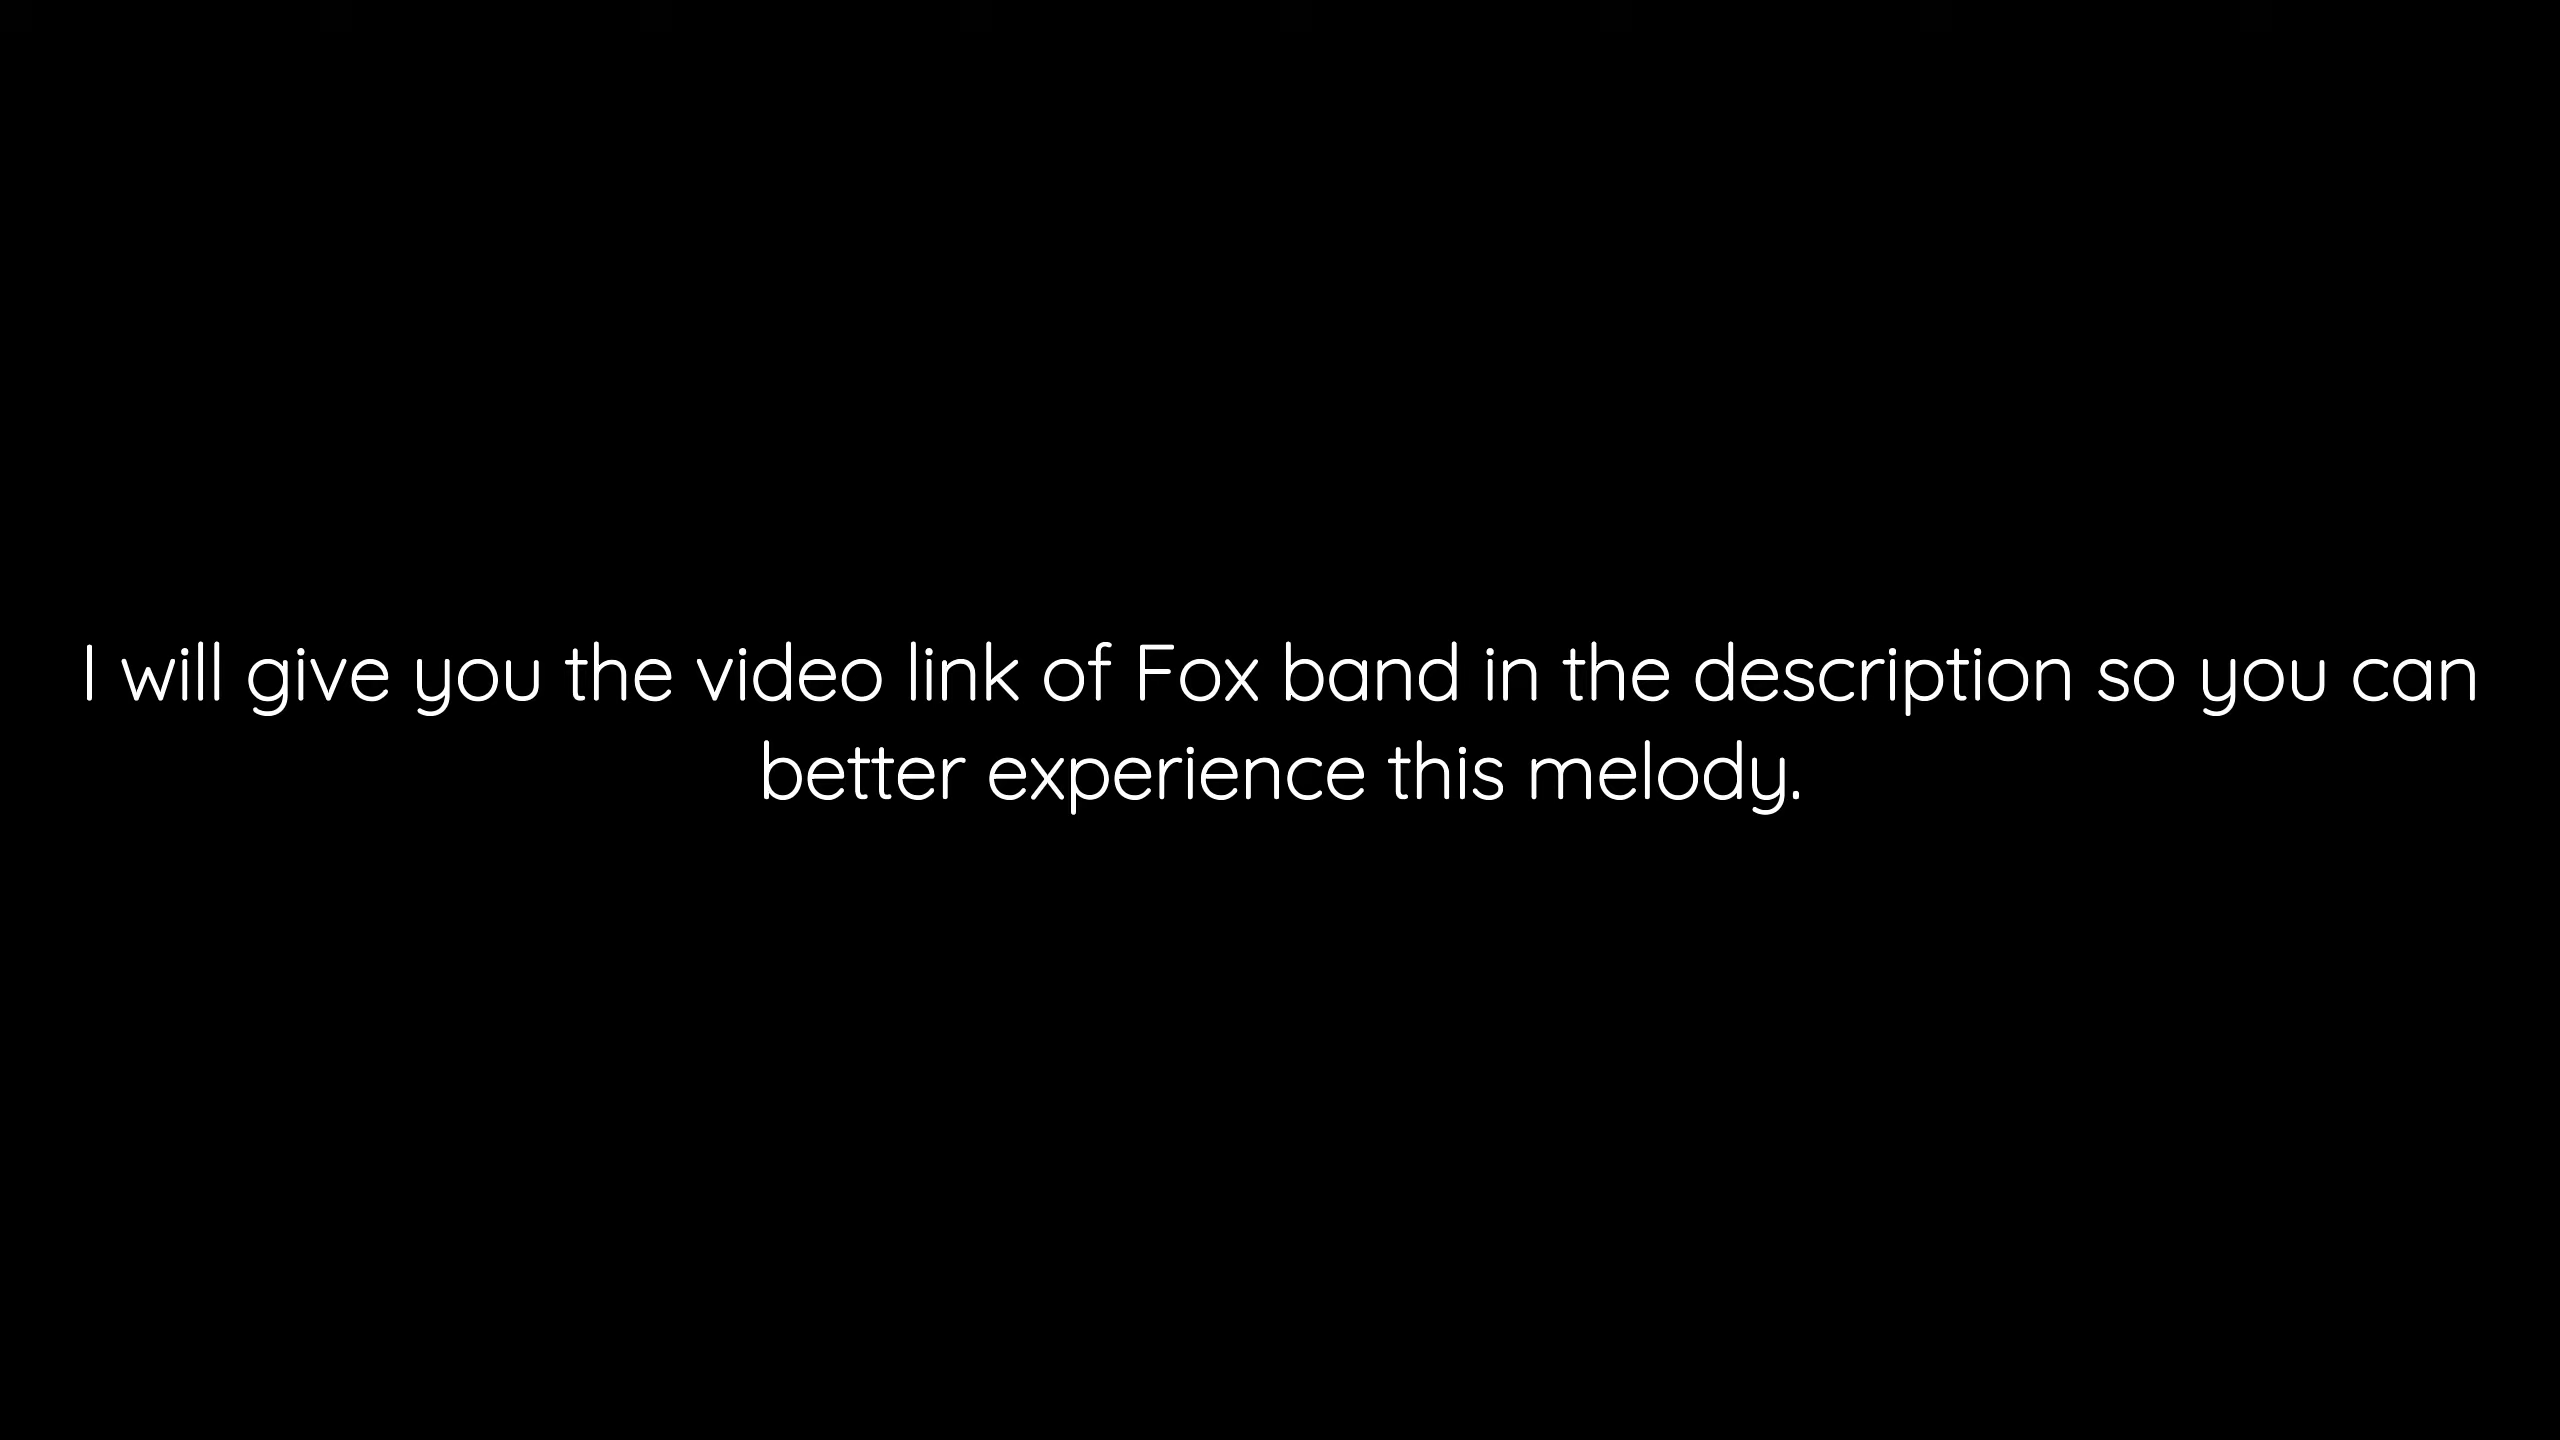 I will give you the video link of Fox band in the description so you can
better experience this melody.